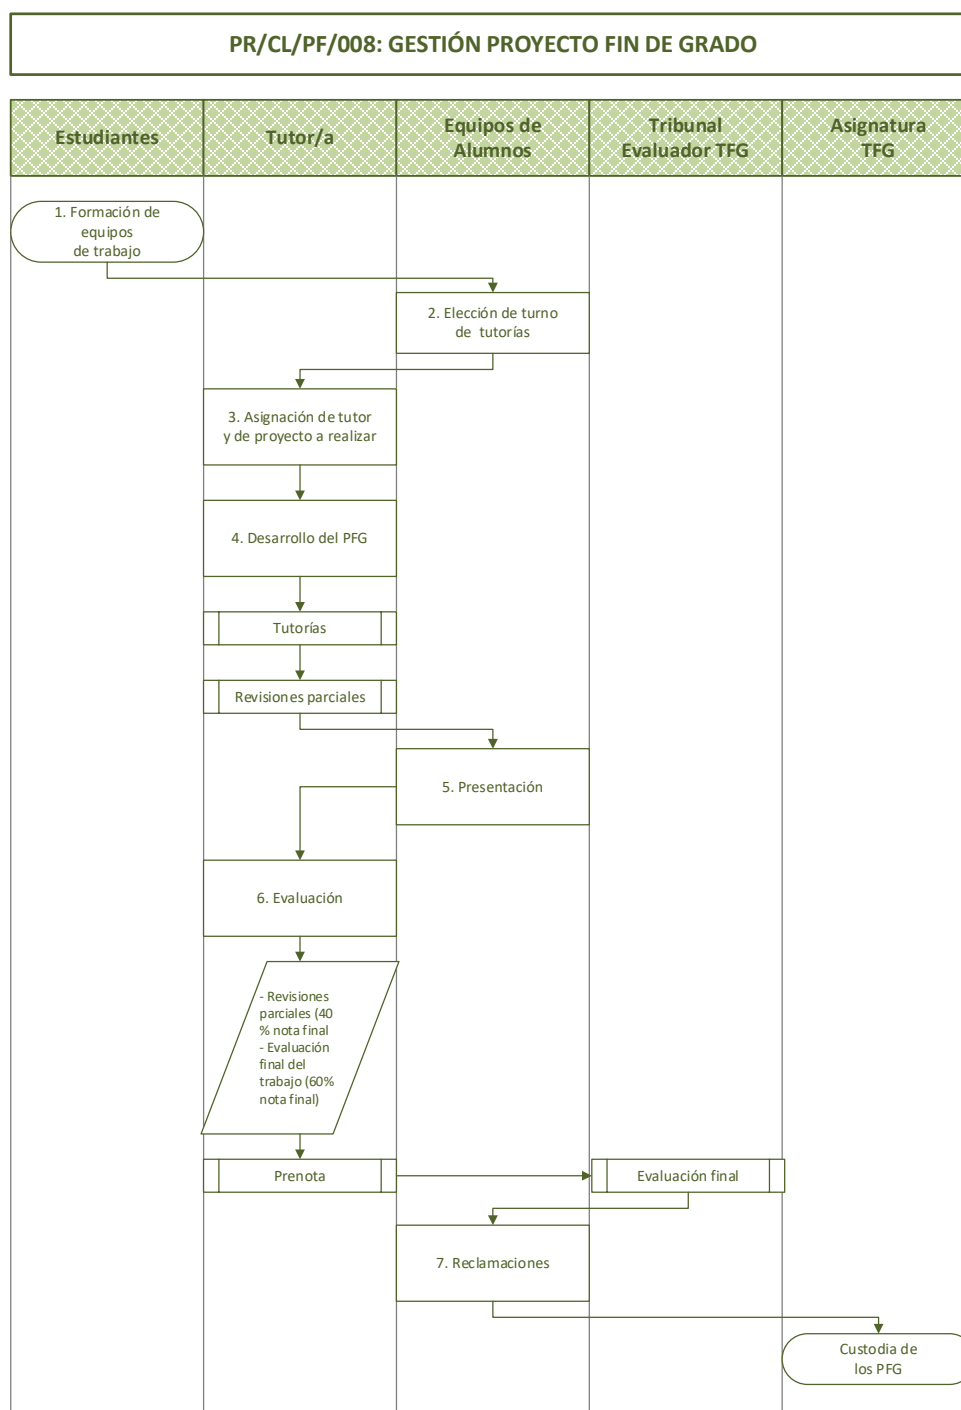 PR/CL/PF/008: GESTIÓN PROYECTO FIN DE GRADO
Estudiantes
Tutor/a
Equipos de
Alumnos
Tribunal
Evaluador TFG
Asignatura
TFG
1. Formación de
equipos
de trabajo
2. Elección de turno
de tutorías
3. Asignación de tutor
y de proyecto a realizar
4. Desarrollo del PFG
Tutorías
Revisiones parciales
5. Presentación
6. Evaluación
- Revisiones
parciales (40
% nota final
- Evaluación
final del
trabajo (60%
nota final)
Prenota
Evaluación final
7. Reclamaciones
Custodia de
los PFG